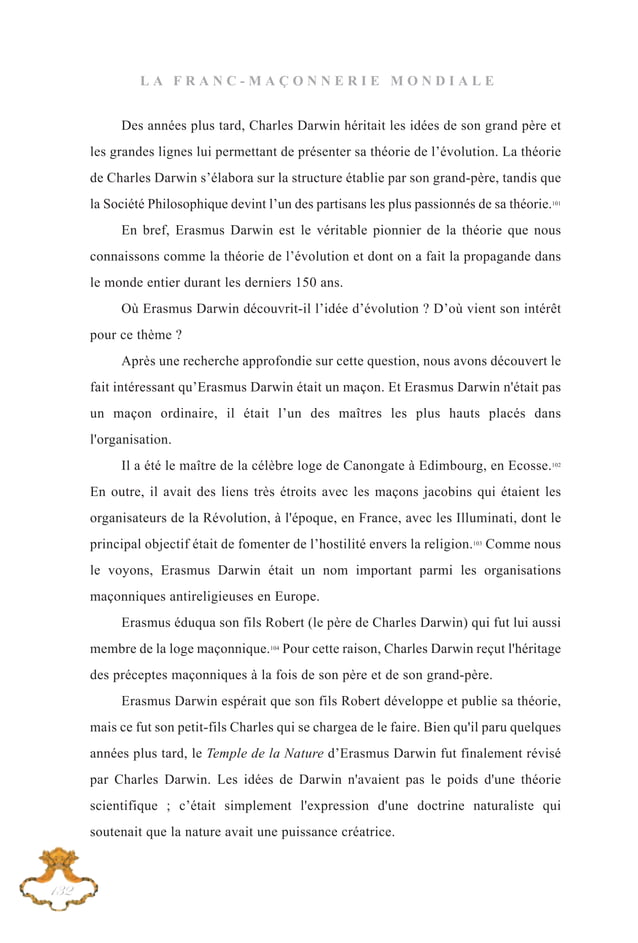 LA FRANC-MAÇONNERIE MONDIALE
Des années plus tard, Charles Darwin héritait les idées de son grand père et
les grandes lignes lui permettant de présenter sa théorie de l’évolution. La théorie
de Charles Darwin s’élabora sur la structure établie par son grand-père, tandis que
la Société Philosophique devint l’un des partisans les plus passionnés de sa théorie.101
En bref, Erasmus Darwin est le véritable pionnier de la théorie que nous
connaissons comme la théorie de l’évolution et dont on a fait la propagande dans
le monde entier durant les derniers 150 ans.
Où Erasmus Darwin découvrit-il l’idée d’évolution ? D’où vient son intérêt
pour ce thème ?
Après une recherche approfondie sur cette question, nous avons découvert le
fait intéressant qu’Erasmus Darwin était un maçon. Et Erasmus Darwin n'était pas
un maçon ordinaire, il était l’un des maîtres les plus hauts placés dans
l'organisation.
Il a été le maître de la célèbre loge de Canongate à Edimbourg, en Ecosse.102
En outre, il avait des liens très étroits avec les maçons jacobins qui étaient les
organisateurs de la Révolution, à l'époque, en France, avec les Illuminati, dont le
principal objectif était de fomenter de l’hostilité envers la religion.103 Comme nous
le voyons, Erasmus Darwin était un nom important parmi les organisations
maçonniques antireligieuses en Europe.
Erasmus éduqua son fils Robert (le père de Charles Darwin) qui fut lui aussi
membre de la loge maçonnique.104 Pour cette raison, Charles Darwin reçut l'héritage
des préceptes maçonniques à la fois de son père et de son grand-père.
Erasmus Darwin espérait que son fils Robert développe et publie sa théorie,
mais ce fut son petit-fils Charles qui se chargea de le faire. Bien qu'il paru quelques
années plus tard, le Temple de la Nature d’Erasmus Darwin fut finalement révisé
par Charles Darwin. Les idées de Darwin n'avaient pas le poids d'une théorie
scientifique ; c’était simplement l'expression d'une doctrine naturaliste qui
soutenait que la nature avait une puissance créatrice.
132